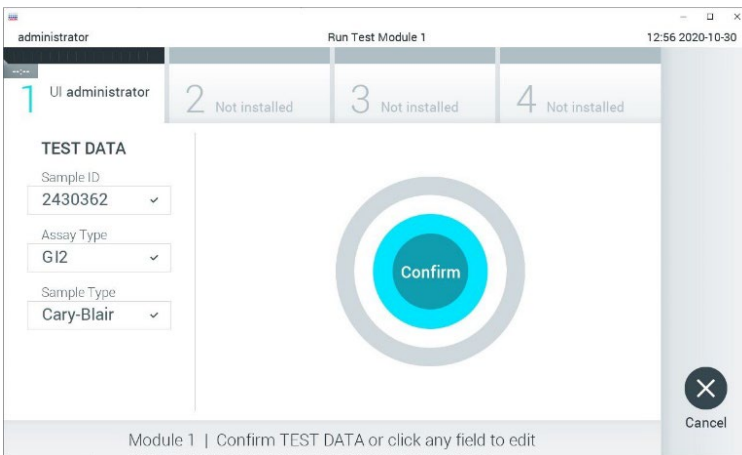 administrator
Run Test Module 1
12:56 2020-10-30
--:--
1 UI administrator
2 Not installed
3 Not installed
4 Not installed
TEST DATA
Sample ID
2430362
Assay Type
GI2
Sample Type
Cary-Blair
Confirm
Cancel
Module 1 | Confirm TEST DATA or click any field to edit